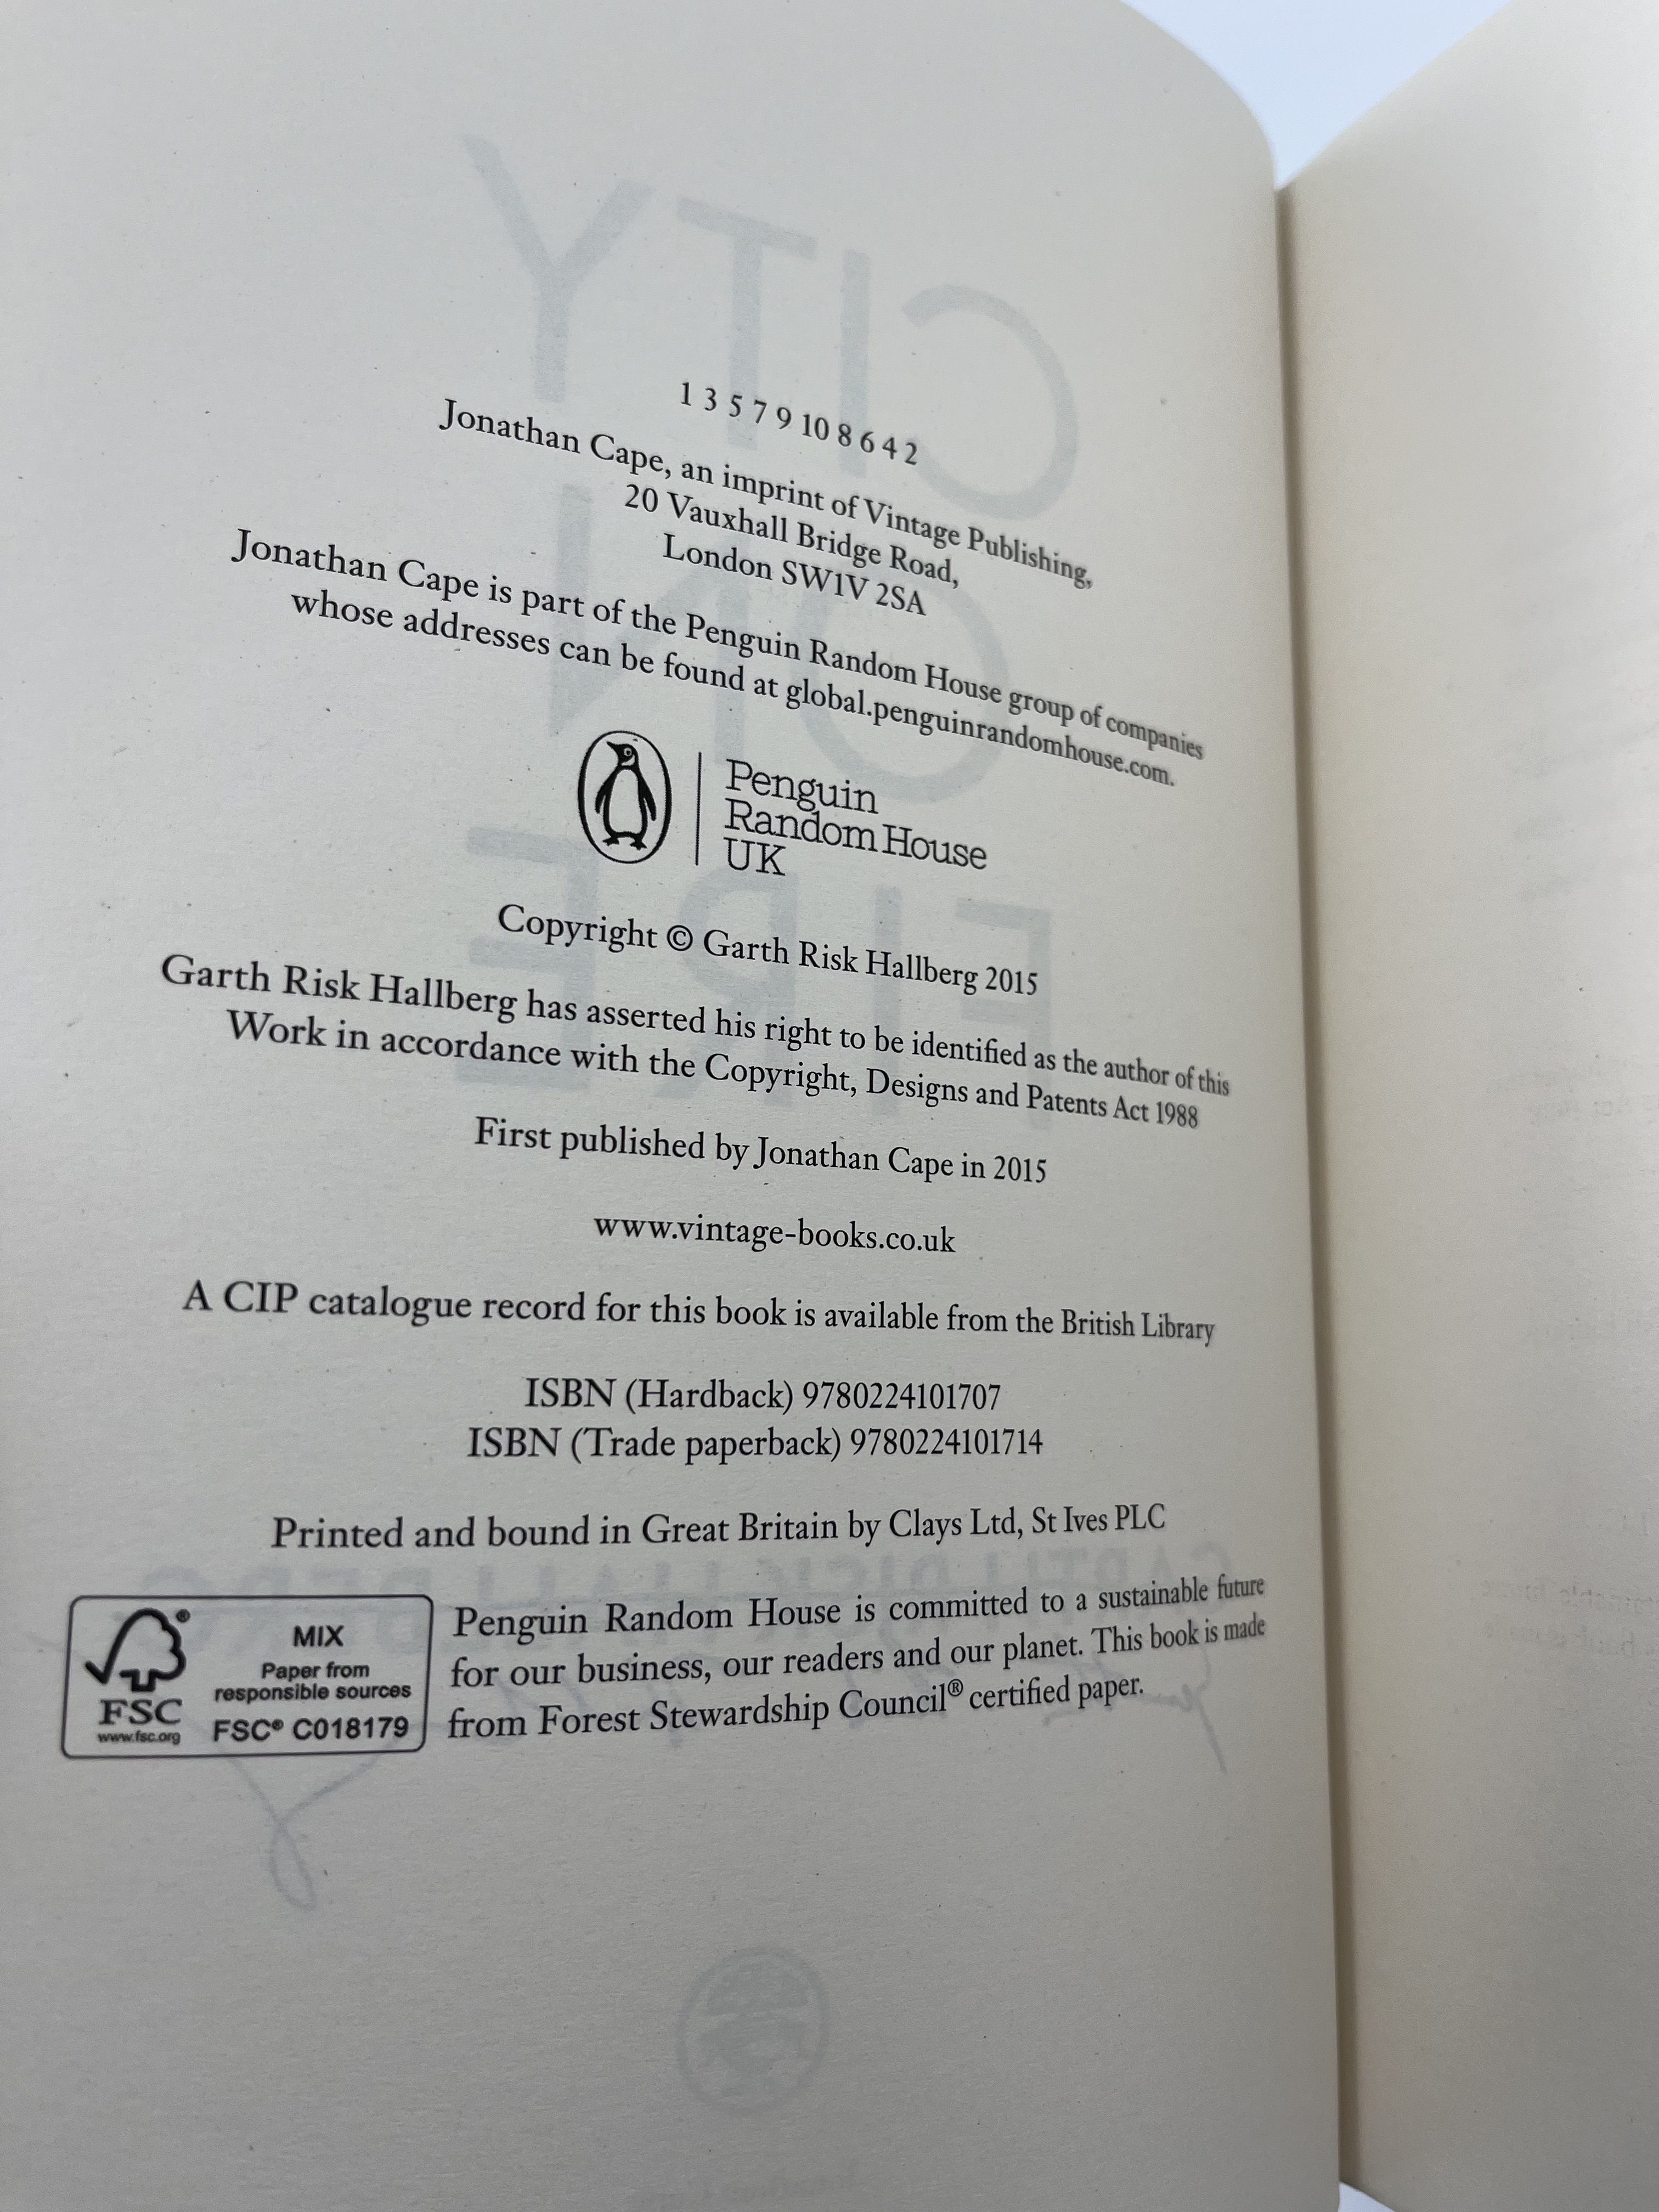 1 3 5 7 9 10 8 6 4 2
Jonathan Cape, an imprint of Vintage Publishing,
20 Vauxhall Bridge Road,
London SW1V 2SA
Jonathan Cape is part of the Penguin Random House group of companies
whose addresses can be found at global.penguinrandomhouse.com.
Penguin
Random House
UK
Copyright © Garth Risk Hallberg 2015
Garth Risk Hallberg has asserted his right to be identified as the author of this
Work in accordance with the Copyright, Designs and Patents Act 1988
First published by Jonathan Cape in 2015
www.vintage-books.co.uk
A CIP catalogue record for this book is available from the British Library
ISBN (Hardback) 9780224101707
ISBN (Trade paperback) 9780224101714
Printed and bound in Great Britain by Clays Ltd, St Ives PLC
FSC
www.fsc.org
MIX
Paper from
responsible sources
FSC® C018179
Penguin Random House is committed to a sustainable future
for our business, our readers and our planet. This book is made
from Forest Stewardship Council® certified paper.
CITY
ON
FIRE
GARTH RISK HALLBERG